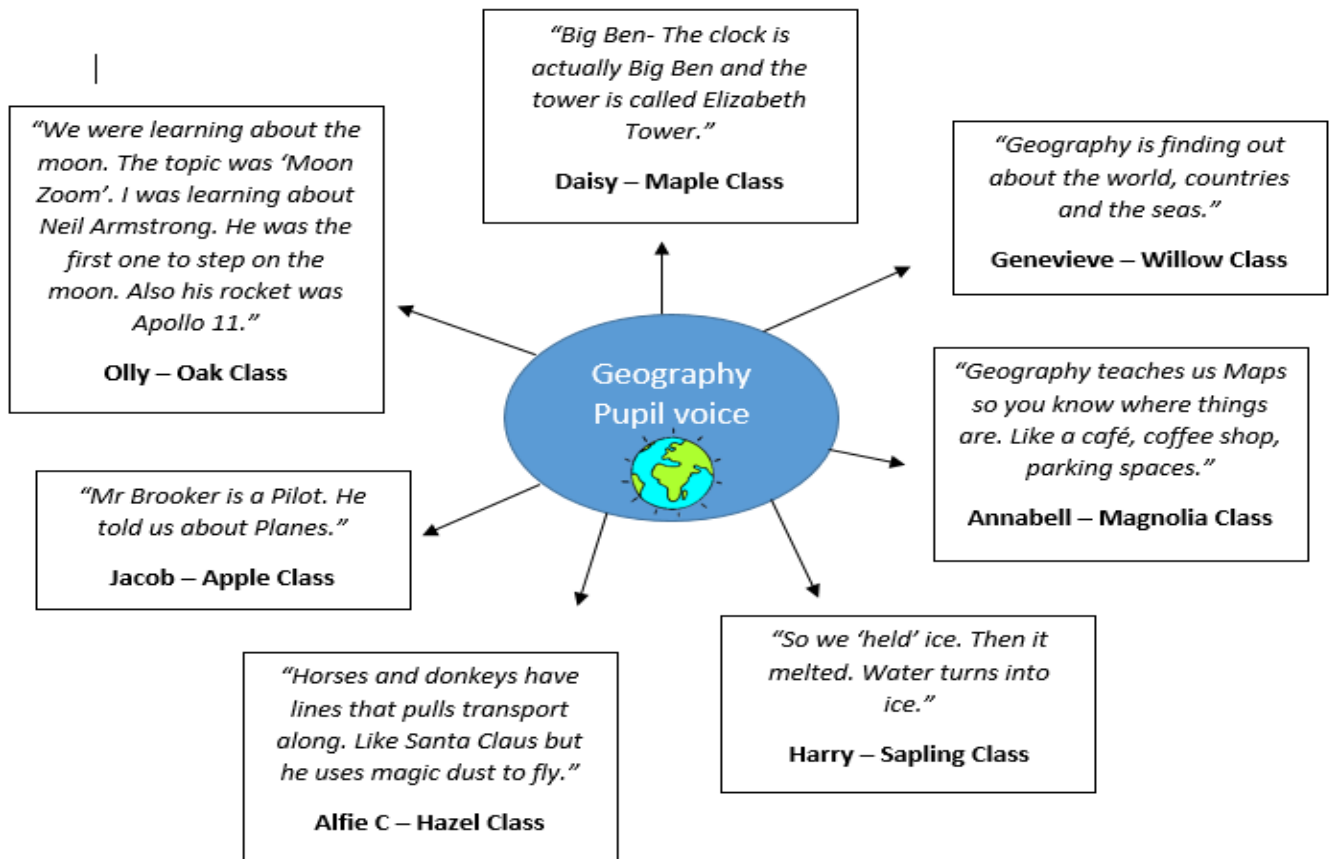 Geography
Pupil voice
“Big Ben- The clock is
actually Big Ben and the
tower is called Elizabeth
Tower.”
Daisy – Maple Class
“Geography is finding out
about the world, countries
and the seas.”
Genevieve – Willow Class
“Geography teaches us Maps
so you know where things
are. Like a café, coffee shop,
parking spaces.”
Annabell – Magnolia Class
“So we ‘held’ ice. Then it
melted. Water turns into
ice.”
Harry – Sapling Class
“Horses and donkeys have
lines that pulls transport
along. Like Santa Claus but
he uses magic dust to fly.”
Alfie C – Hazel Class
“Mr Brooker is a Pilot. He
told us about Planes.”
Jacob – Apple Class
“We were learning about the
moon. The topic was ‘Moon
Zoom’. I was learning about
Neil Armstrong. He was the
first one to step on the
moon. Also his rocket was
Apollo 11.”
Olly – Oak Class